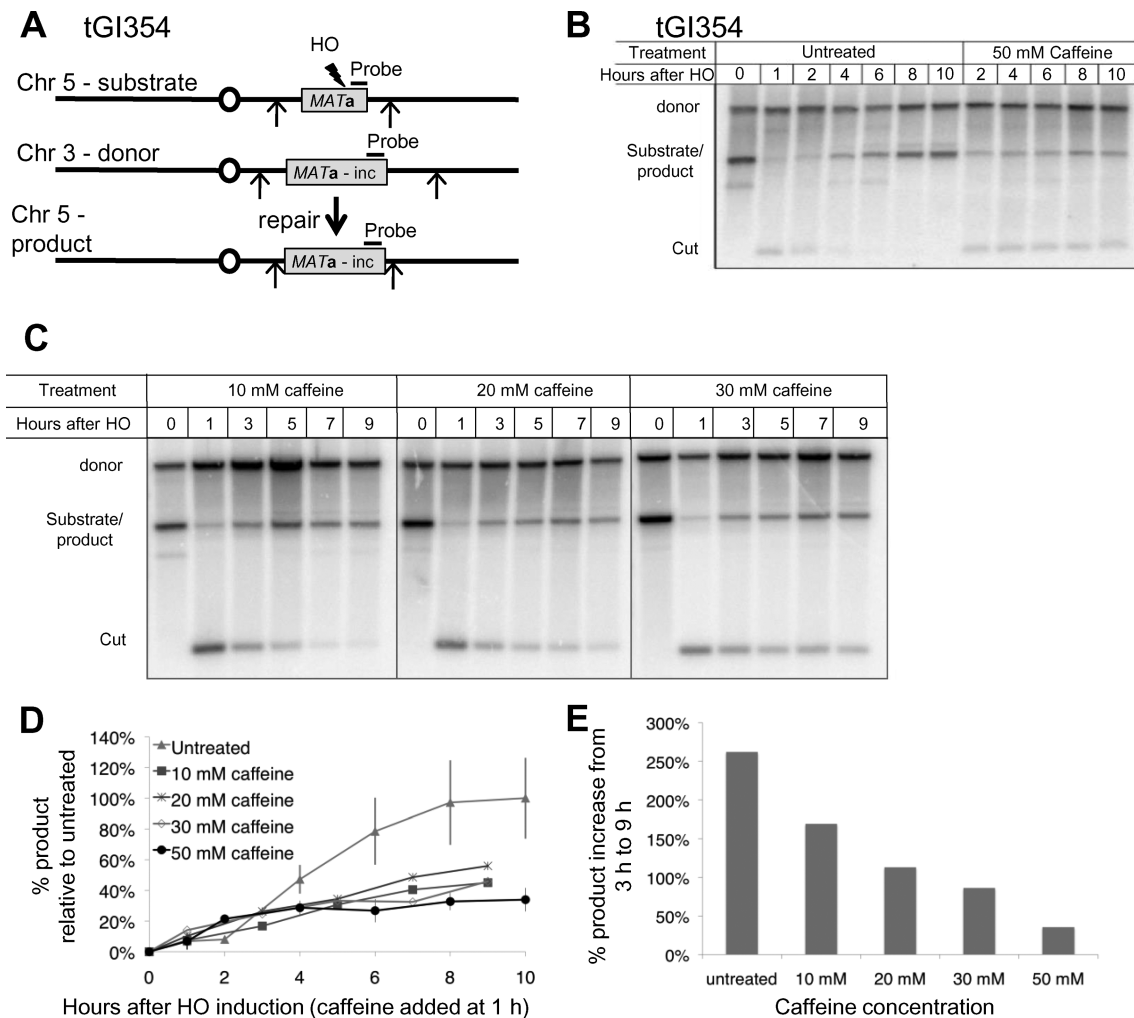 A tGI354
HO
Probe
Chr 5 - substrate
MATa
Probe
Chr 3 - donor
MATa - inc
Chr 5 -
product
repair
Probe
MATa - inc
B tGI354
Treatment Untreated 50 mM Caffeine
Hours after HO 0 1 2 4 6 8 10 2 4 6 8 10
donor
Substrate/
product
Cut
C
Treatment 10 mM caffeine 20 mM caffeine 30 mM caffeine
Hours after HO 0 1 3 5 7 9 0 1 3 5 7 9 0 1 3 5 7 9
donor
Substrate/
product
Cut
D
% product
relative to untreated
140%
120%
100%
80%
60%
40%
20%
0%
Untreated
10 mM caffeine
20 mM caffeine
30 mM caffeine
50 mM caffeine
0 2 4 6 8 10
Hours after HO induction (caffeine added at 1 h)
E
% product increase from
3 h to 9 h
300%
250%
200%
150%
100%
50%
0%
untreated 10 mM 20 mM 30 mM 50 mM
Caffeine concentration